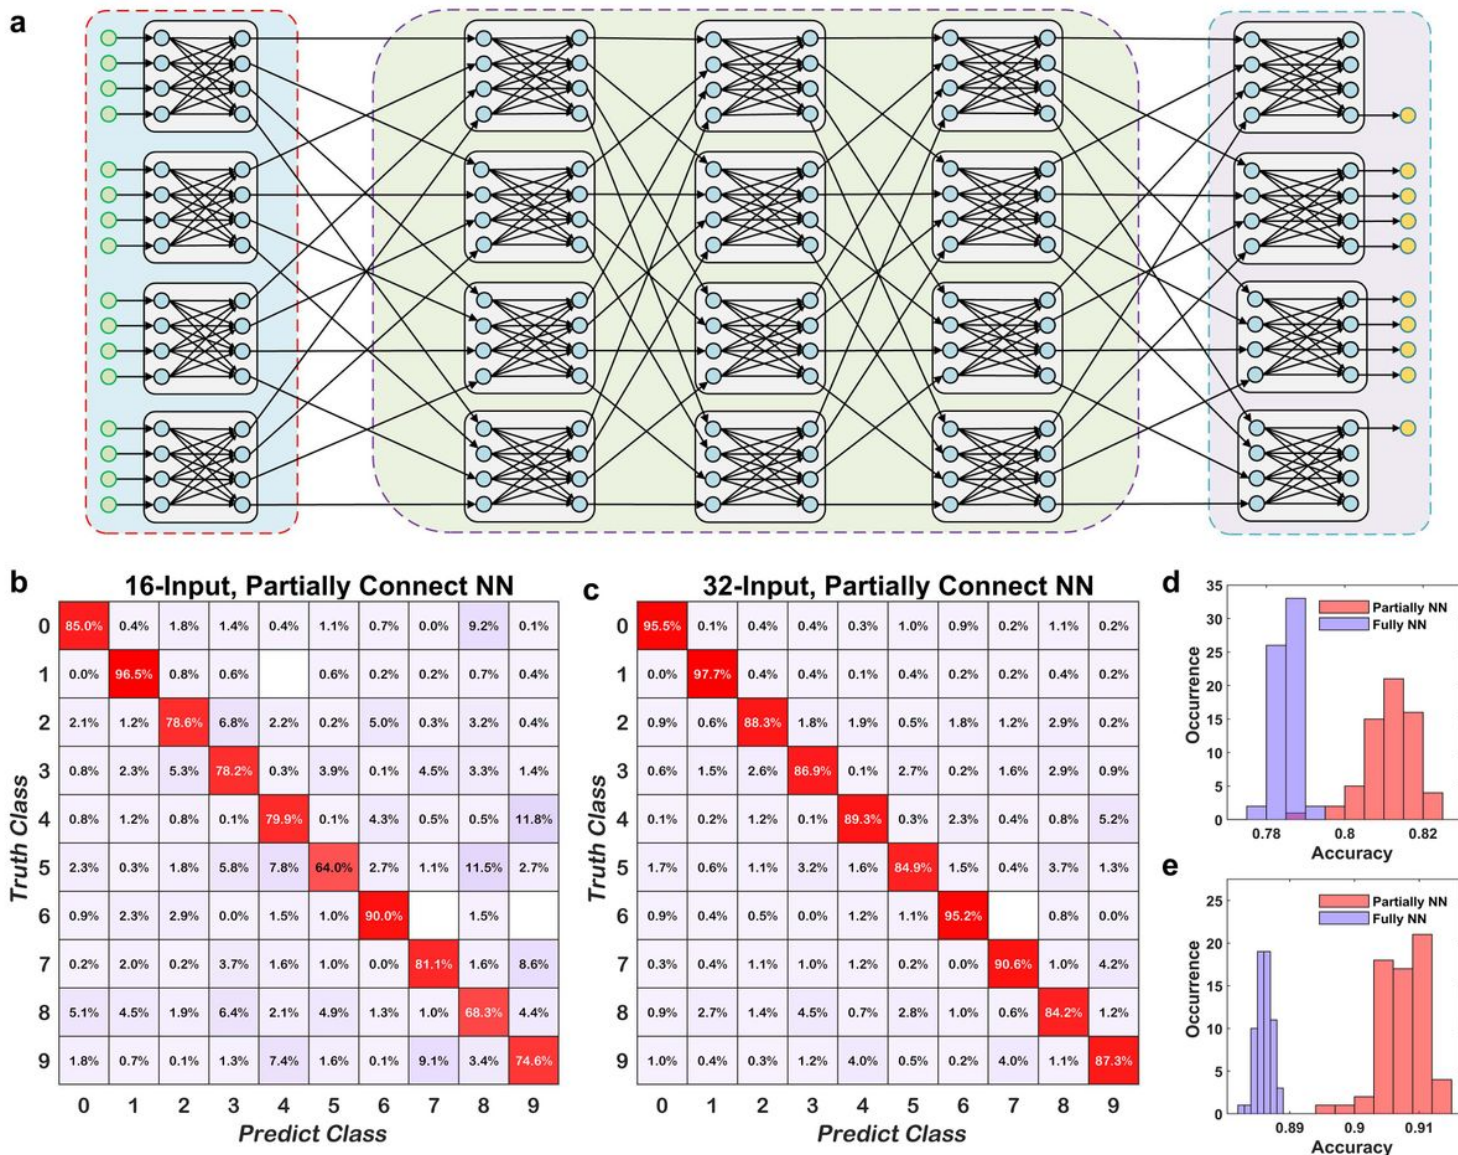 a
b
16-Input, Partially Connect NN
0 85.0% 0.4% 1.8% 1.4% 0.4% 1.1% 0.7% 0.0% 9.2% 0.1%
1 0.0% 96.5% 0.8% 0.6% 0.6% 0.2% 0.2% 0.7% 0.4%
2 2.1% 1.2% 78.6% 6.8% 2.2% 0.2% 5.0% 0.3% 3.2% 0.4%
3 0.8% 2.3% 5.3% 78.2% 0.3% 3.9% 0.1% 4.5% 3.3% 1.4%
4 0.8% 1.2% 0.8% 0.1% 79.9% 0.1% 4.3% 0.5% 0.5% 11.8%
5 2.3% 0.3% 1.8% 5.8% 7.8% 64.0% 2.7% 1.1% 11.5% 2.7%
6 0.9% 2.3% 2.9% 0.0% 1.5% 1.0% 90.0% 1.5%
7 0.2% 2.0% 0.2% 3.7% 1.6% 1.0% 0.0% 81.1% 1.6% 8.6%
8 5.1% 4.5% 1.9% 6.4% 2.1% 4.9% 1.3% 1.0% 68.3% 4.4%
9 1.8% 0.7% 0.1% 1.3% 7.4% 1.6% 0.1% 9.1% 3.4% 74.6%
0 1 2 3 4 5 6 7 8 9
Truth Class
Predict Class
c
32-Input, Partially Connect NN
0 95.5% 0.1% 0.4% 0.4% 0.3% 1.0% 0.9% 0.2% 1.1% 0.2%
1 0.0% 97.7% 0.4% 0.4% 0.1% 0.4% 0.2% 0.2% 0.4% 0.2%
2 0.9% 0.6% 88.3% 1.8% 1.9% 0.5% 1.8% 1.2% 2.9% 0.2%
3 0.6% 1.5% 2.6% 86.9% 0.1% 2.7% 0.2% 1.6% 2.9% 0.9%
4 0.1% 0.2% 1.2% 0.1% 89.3% 0.3% 2.3% 0.4% 0.8% 5.2%
5 1.7% 0.6% 1.1% 3.2% 1.6% 84.9% 1.5% 0.4% 3.7% 1.3%
6 0.9% 0.4% 0.5% 0.0% 1.2% 1.1% 95.2% 0.8% 0.0%
7 0.3% 0.4% 1.1% 1.0% 1.2% 0.2% 0.0% 90.6% 1.0% 4.2%
8 0.9% 2.7% 1.4% 4.5% 0.7% 2.8% 1.0% 0.6% 84.2% 1.2%
9 1.0% 0.4% 0.3% 1.2% 4.0% 0.5% 0.2% 4.0% 1.1% 87.3%
0 1 2 3 4 5 6 7 8 9
Truth Class
Predict Class
d
35
30
25
20
15
10
5
0
Occurrence
Partially NN
Fully NN
0.78 0.8 0.82
Accuracy
e
25
20
15
10
5
0
Occurrence
Partially NN
Fully NN
0.89 0.9 0.91
Accuracy